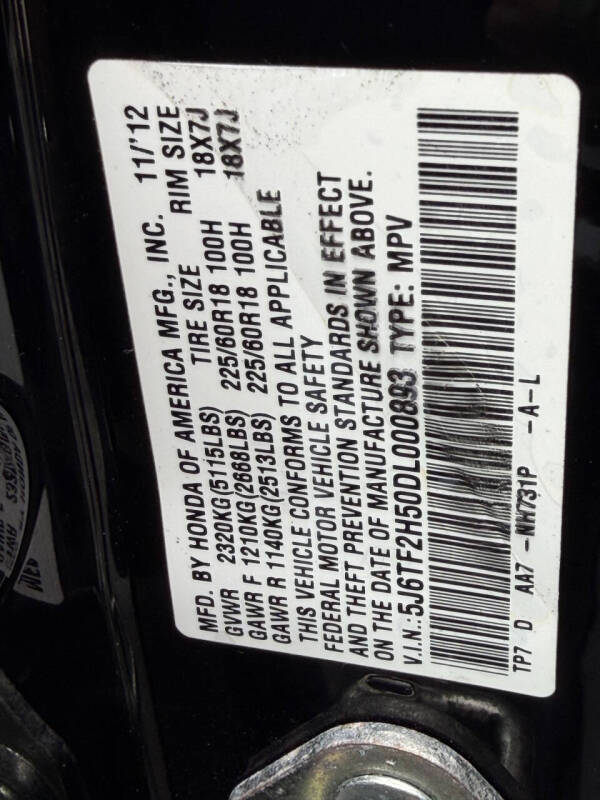 MFD. BY HONDA OF AMERICA MFG., INC. 11/'12
GVWR 2320KG(5115LBS) TIRE SIZE RIM SIZE
GAWR F 1210KG(2668LBS) 225/60R18 100H 18X7J
GAWR R 1140KG(2513LBS) 225/60R18 100H 18X7J
THIS VEHICLE CONFORMS TO ALL APPLICABLE
FEDERAL MOTOR VEHICLE SAFETY
AND THEFT PREVENTION STANDARDS IN EFFECT
ON THE DATE OF MANUFACTURE SHOWN ABOVE.
V.I.N.:5J6TF2H50DL000893 TYPE: MPV
TP7 D AA7 -NH731P -A-L